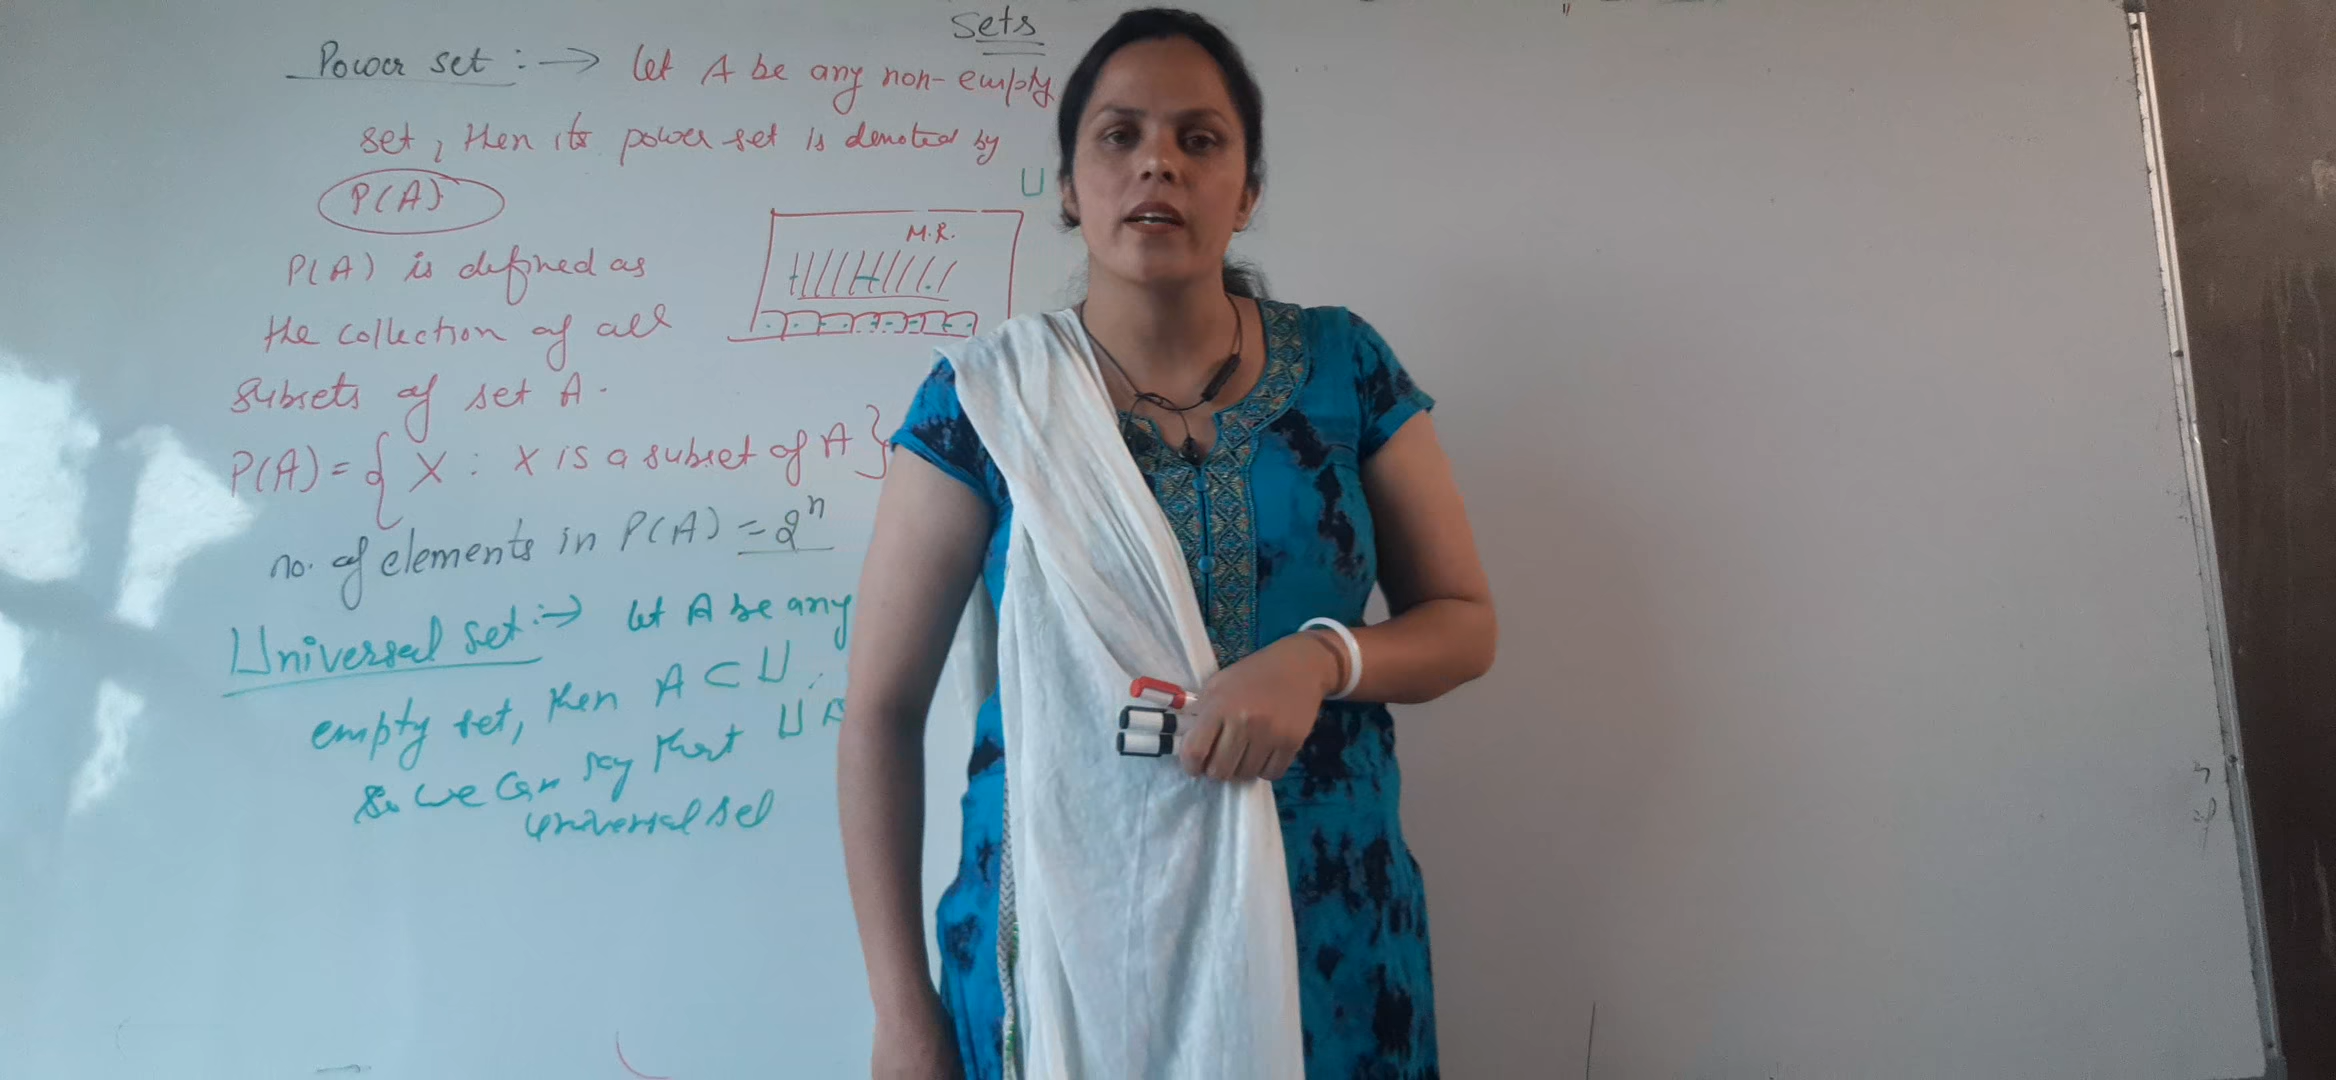 Sets
Power set :→ let A be any non-empty
set, then its power set is denoted by
P(A)
U
M.R.
P(A) is defined as
the collection of all
subsets of set A.
P(A) = { X : X is a subset of A }
no. of elements in P(A) = 2ⁿ
Universal set :→ let A be any
empty set, then A ⊂ U
So we can say that U
universal set